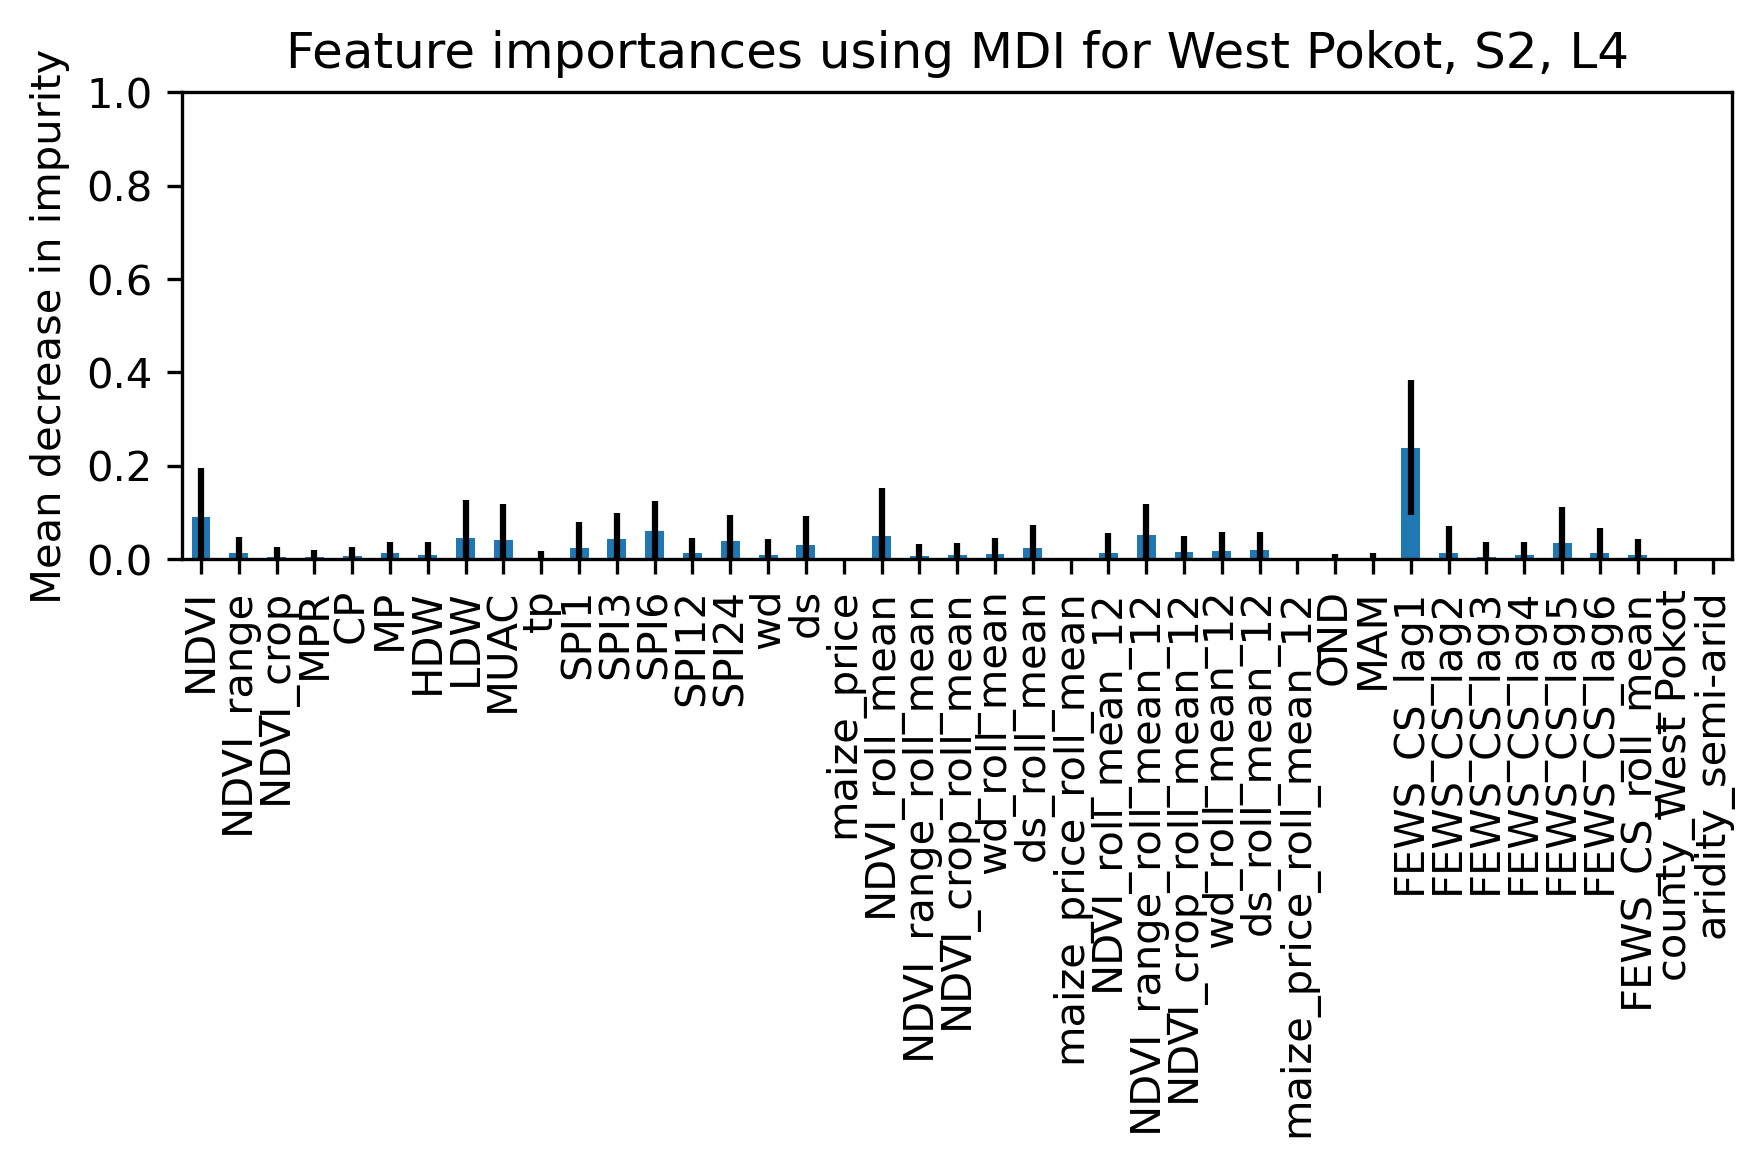 Feature importances using MDI for West Pokot, S2, L4
Mean decrease in impurity
1.0
0.8
0.6
0.4
0.2
0.0
NDVI
NDVI_range
NDVI_crop
MPR
CP
MP
HDW
LDW
MUAC
tp
SPI1
SPI3
SPI6
SPI12
SPI24
wd
ds
maize_price
NDVI_roll_mean
NDVI_range_roll_mean
NDVI_crop_roll_mean
wd_roll_mean
ds_roll_mean
maize_price_roll_mean
NDVI_roll_mean_12
NDVI_range_roll_mean_12
NDVI_crop_roll_mean_12
wd_roll_mean_12
ds_roll_mean_12
maize_price_roll_mean_12
OND
MAM
FEWS_CS_lag1
FEWS_CS_lag2
FEWS_CS_lag3
FEWS_CS_lag4
FEWS_CS_lag5
FEWS_CS_lag6
FEWS_CS_roll_mean
county_West Pokot
aridity_semi-arid